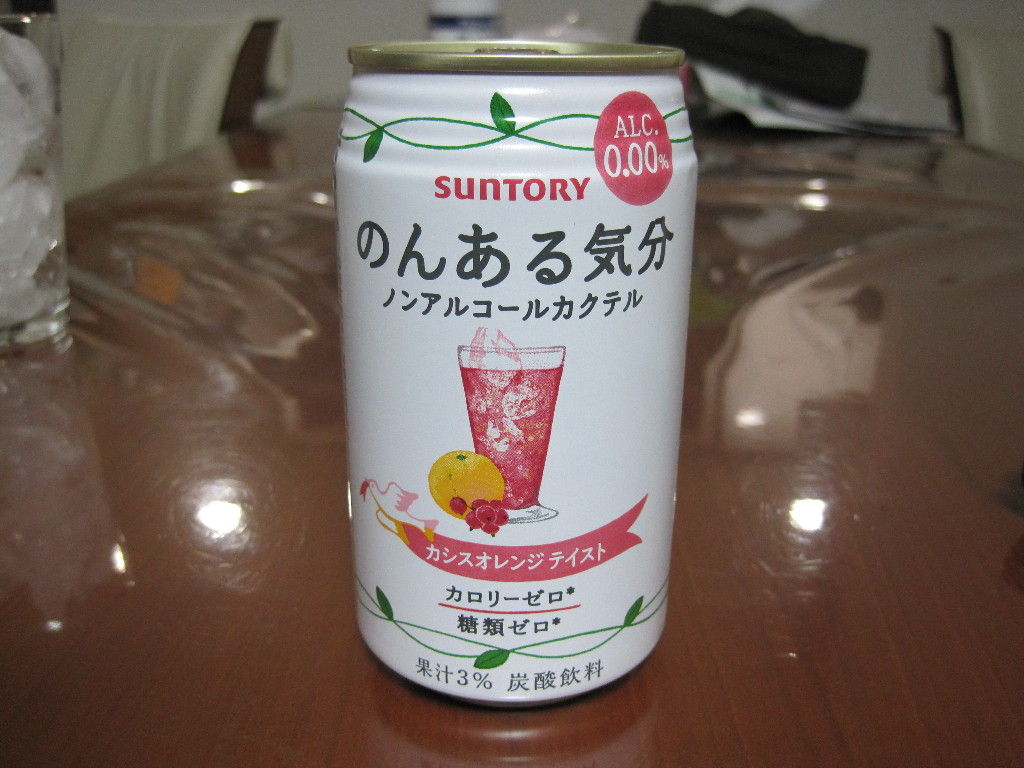 ALC.
0.00%
SUNTORY
のんある気分
ノンアルコールカクテル
カシスオレンジテイスト
カロリーゼロ*
糖類ゼロ*
果汁3% 炭酸飲料